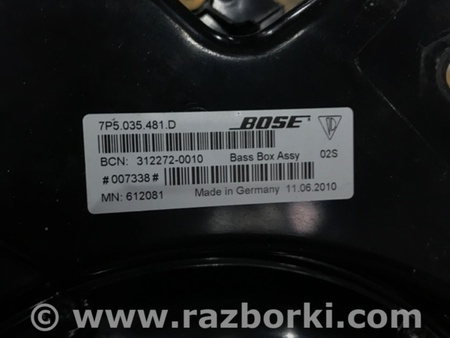 7P5.035.481.D BOSE
BCN: 312272-0010 Bass Box Assy 02S
#007338#
MN: 612081 Made in Germany 11.06.2010
© www.razborki.com